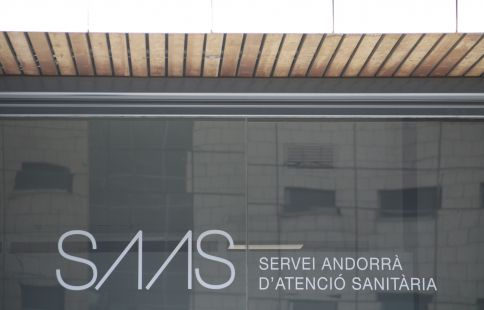 SAAS
SERVEI ANDORRÀ
D'ATENCIÓ SANITÀRIA